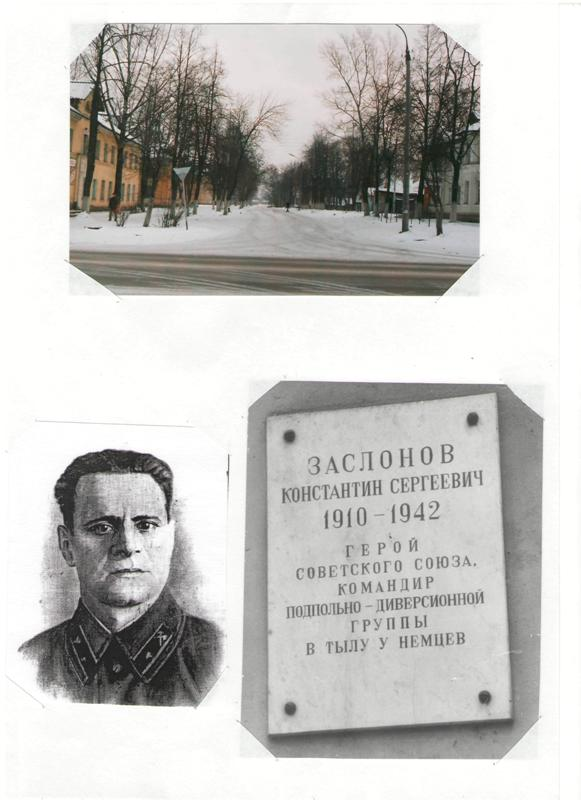 ЗАСЛОНОВ
КОНСТАНТИН СЕРГЕЕВИЧ
1910 – 1942
ГЕРОЙ
СОВЕТСКОГО СОЮЗА,
КОМАНДИР
ПОДПОЛЬНО – ДИВЕРСИОННОЙ
ГРУППЫ
В ТЫЛУ У НЕМЦЕВ